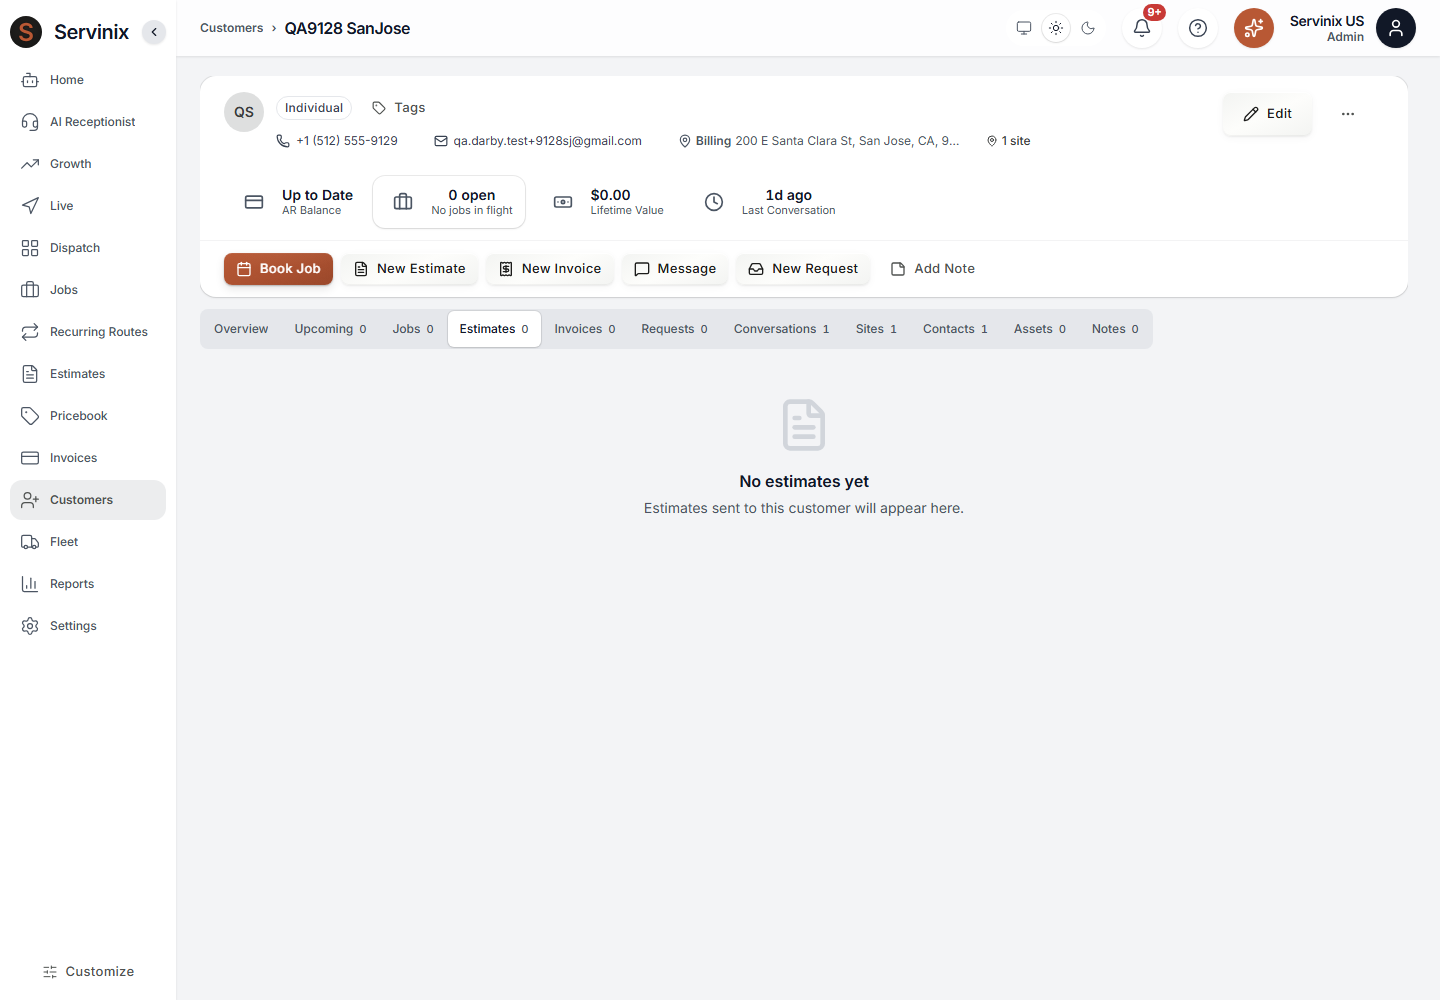 S Servinix
Home
AI Receptionist
Growth
Live
Dispatch
Jobs
Recurring Routes
Estimates
Pricebook
Invoices
Customers
Fleet
Reports
Settings
Customize
Customers › QA9128 SanJose
9+
Servinix US
Admin
QS
Individual
Tags
Edit
+1 (512) 555-9129
qa.darby.test+9128sj@gmail.com
Billing 200 E Santa Clara St, San Jose, CA, 9...
1 site
Up to Date
AR Balance
0 open
No jobs in flight
$0.00
Lifetime Value
1d ago
Last Conversation
Book Job
New Estimate
New Invoice
Message
New Request
Add Note
Overview
Upcoming 0
Jobs 0
Estimates 0
Invoices 0
Requests 0
Conversations 1
Sites 1
Contacts 1
Assets 0
Notes 0
No estimates yet
Estimates sent to this customer will appear here.